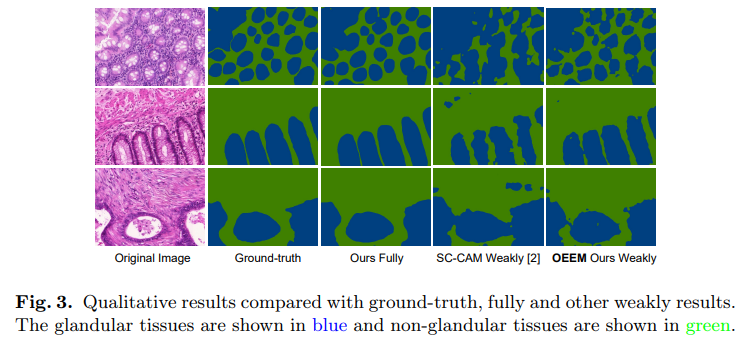 Original Image
Ground-truth
Ours Fully
SC-CAM Weakly [2]
OEEM Ours Weakly
Fig. 3. Qualitative results compared with ground-truth, fully and other weakly results.
The glandular tissues are shown in blue and non-glandular tissues are shown in green.